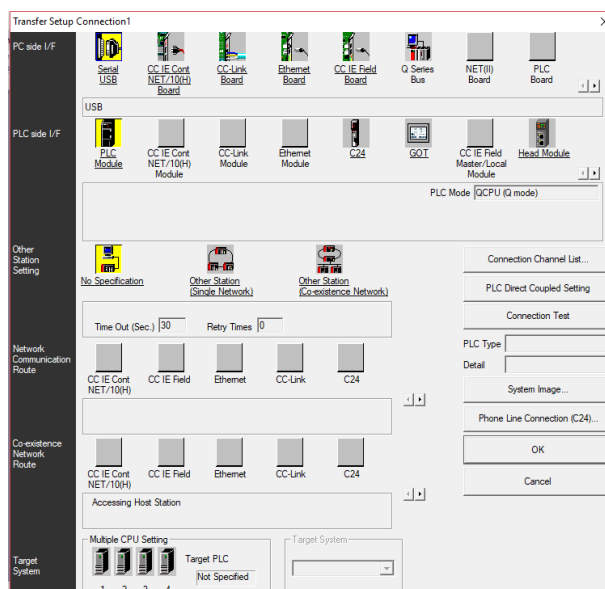 Transfer Setup Connection1
PC side I/F
Serial
USB
CC IE Cont
NET/10(H)
Board
CC-Link
Board
Ethernet
Board
CC IE Field
Board
Q Series
Bus
NET(II)
Board
PLC
Board
USB
PLC side I/F
PLC
Module
CC IE Cont
NET/10(H)
Module
CC-Link
Module
Ethernet
Module
C24
GOT
CC IE Field
Master/Local
Module
Head Module
PLC Mode QCPU (Q mode)
Other
Station
Setting
No Specification
Other Station
(Single Network)
Other Station
(Co-existence Network)
Connection Channel List...
PLC Direct Coupled Setting
Time Out (Sec.) 30 Retry Times 0
Connection Test
PLC Type
Detail
Network
Communication
Route
CC IE Cont
NET/10(H)
CC IE Field
Ethernet
CC-Link
C24
System Image...
Phone Line Connection (C24)...
Co-existence
Network
Route
CC IE Cont
NET/10(H)
CC IE Field
Ethernet
CC-Link
C24
OK
Cancel
Accessing Host Station
Target
System
Multiple CPU Setting
Target PLC
Not Specified
1 2 3 4
Target System